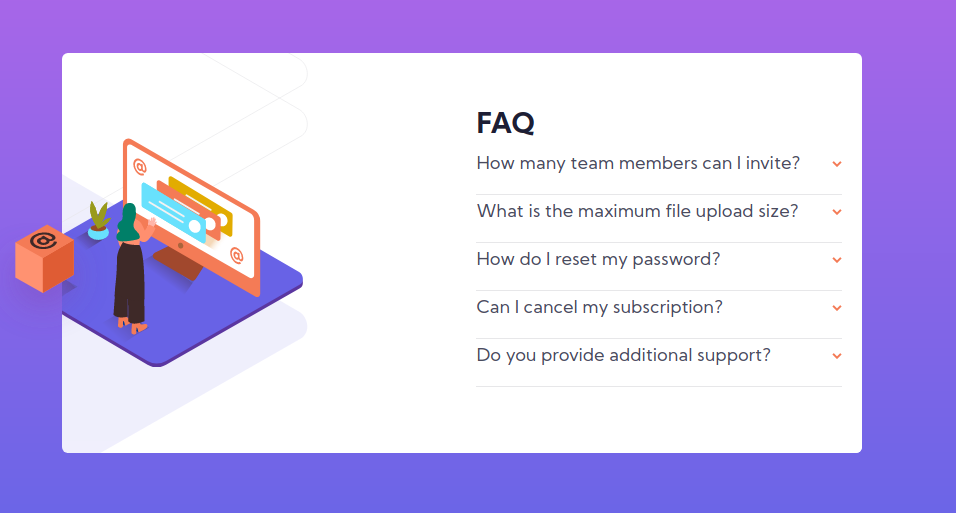 FAQ
How many team members can I invite?
What is the maximum file upload size?
How do I reset my password?
Can I cancel my subscription?
Do you provide additional support?
@
@
@